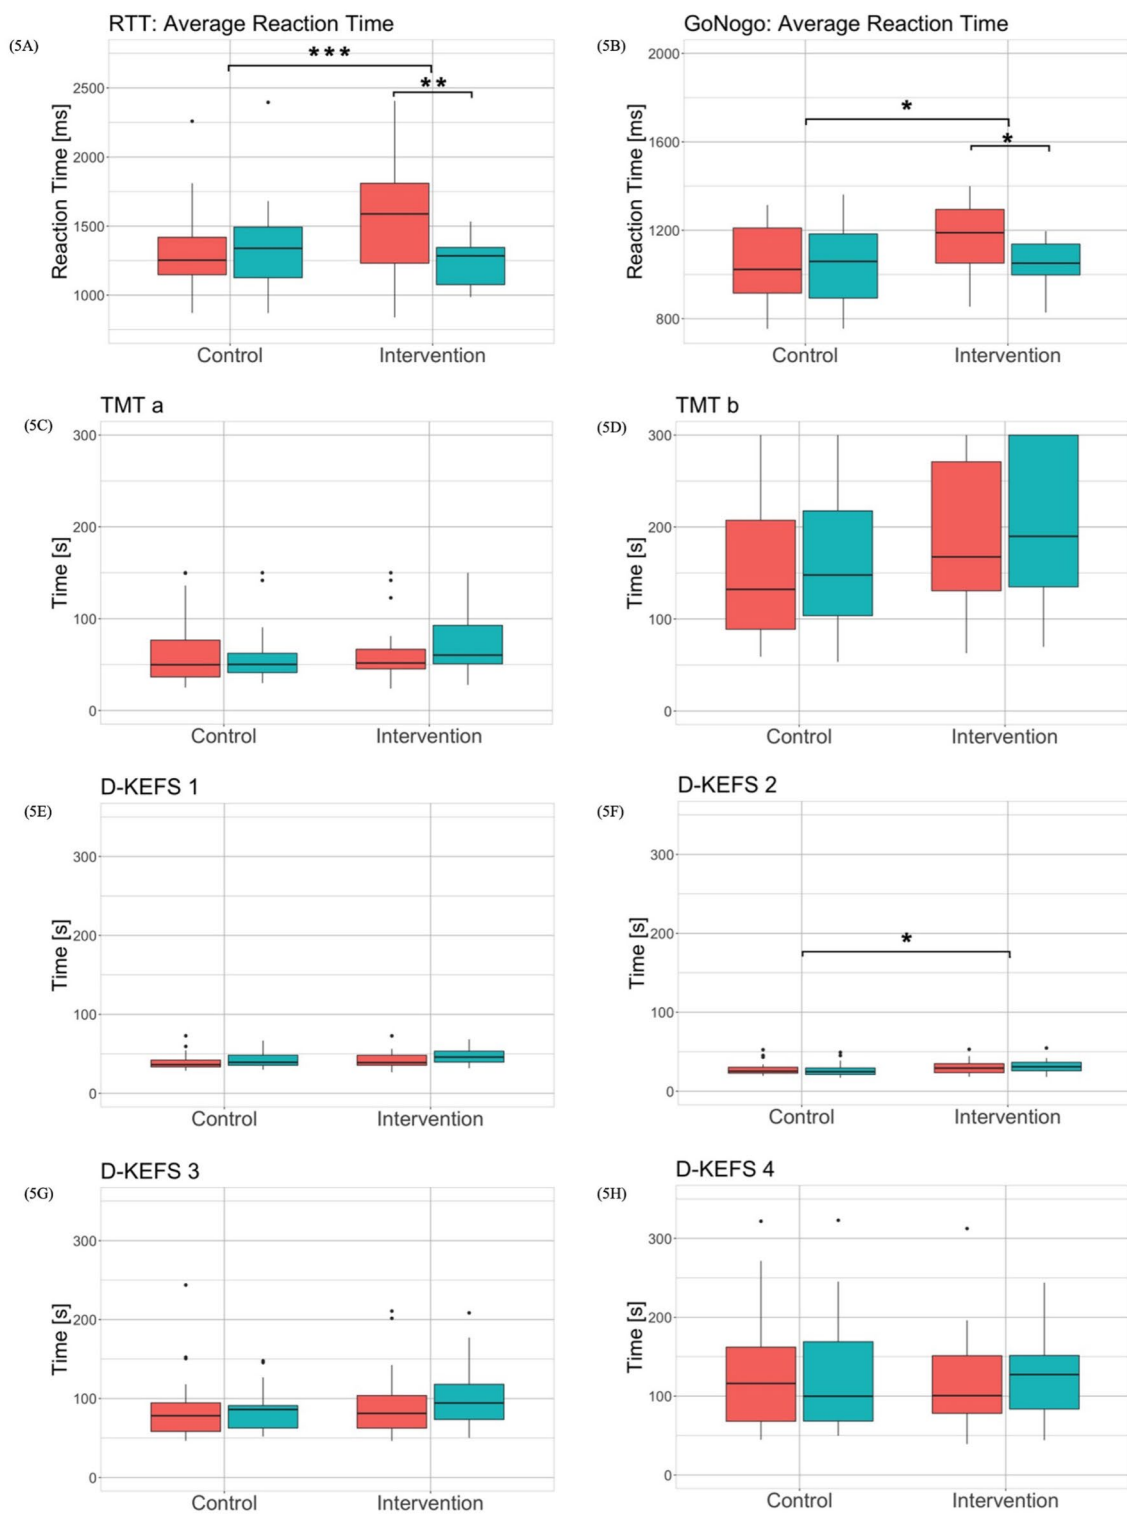 RTT: Average Reaction Time
(5A)
***
**
Reaction Time [ms]
2500
2000
1500
1000
Control
Intervention
GoNogo: Average Reaction Time
(5B)
*
*
Reaction Time [ms]
2000
1600
1200
800
Control
Intervention
TMT a
(5C)
Time [s]
300
200
100
0
Control
Intervention
TMT b
(5D)
Time [s]
300
200
100
0
Control
Intervention
D-KEFS 1
(5E)
Time [s]
300
200
100
0
Control
Intervention
D-KEFS 2
(5F)
*
Time [s]
300
200
100
0
Control
Intervention
D-KEFS 3
(5G)
Time [s]
300
200
100
0
Control
Intervention
D-KEFS 4
(5H)
Time [s]
300
200
100
0
Control
Intervention